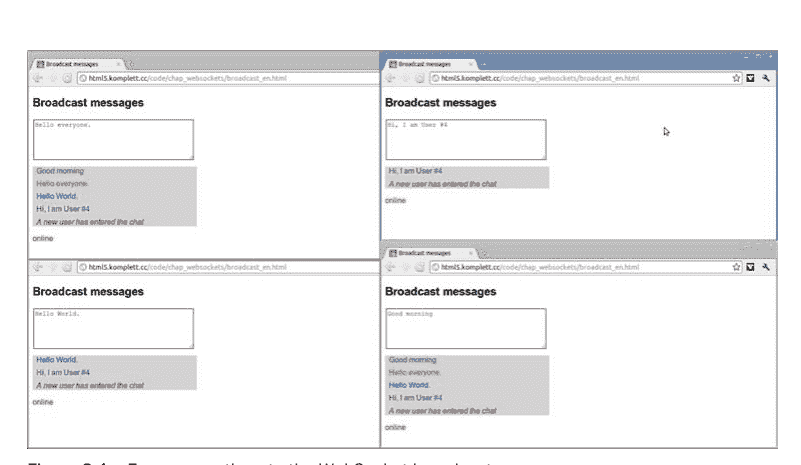 Broadcast messages
html5.komplett.cc/code/chap_websockets/broadcast_en.html
Broadcast messages
Hello everyone.
Good morning
Hello everyone.
Hello World.
Hi, I am User #4
A new user has entered the chat
online
Broadcast messages
html5.komplett.cc/code/chap_websockets/broadcast_en.html
Broadcast messages
Hi, I am User #4
Hi, I am User #4
A new user has entered the chat
online
html5.komplett.cc/code/chap_websockets/broadcast_en.html
Broadcast messages
Hello World.
Hello World.
Hi, I am User #4
A new user has entered the chat
online
Broadcast messages
html5.komplett.cc/code/chap_websockets/broadcast_en.html
Broadcast messages
Good morning
Good morning
Hello everyone.
Hello World.
Hi, I am User #4
A new user has entered the chat
online